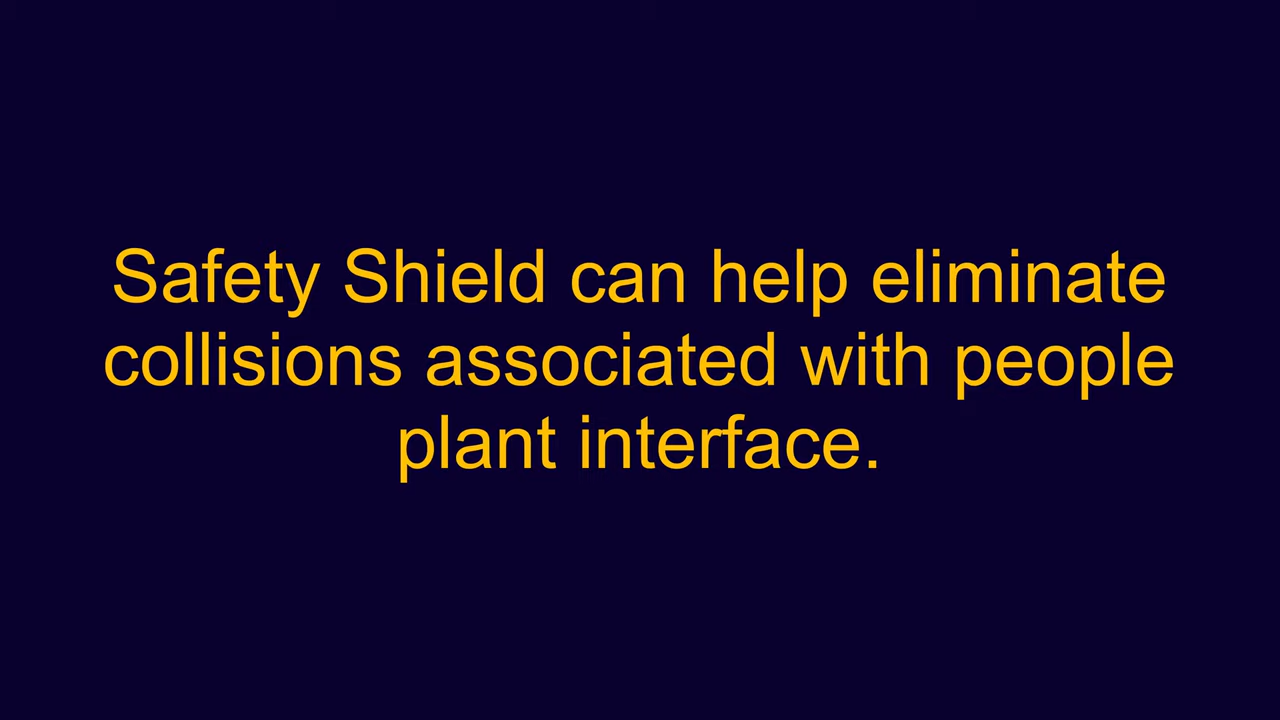 Safety Shield can help eliminate
collisions associated with people
plant interface.